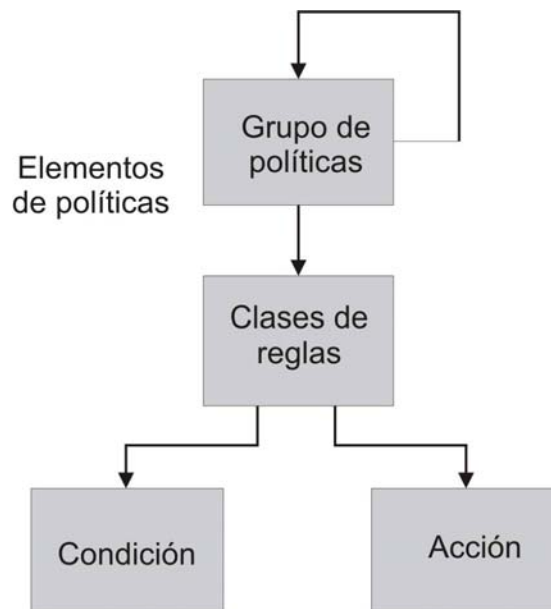 Grupo de
políticas
Elementos
de políticas
Clases de
reglas
Condición
Acción